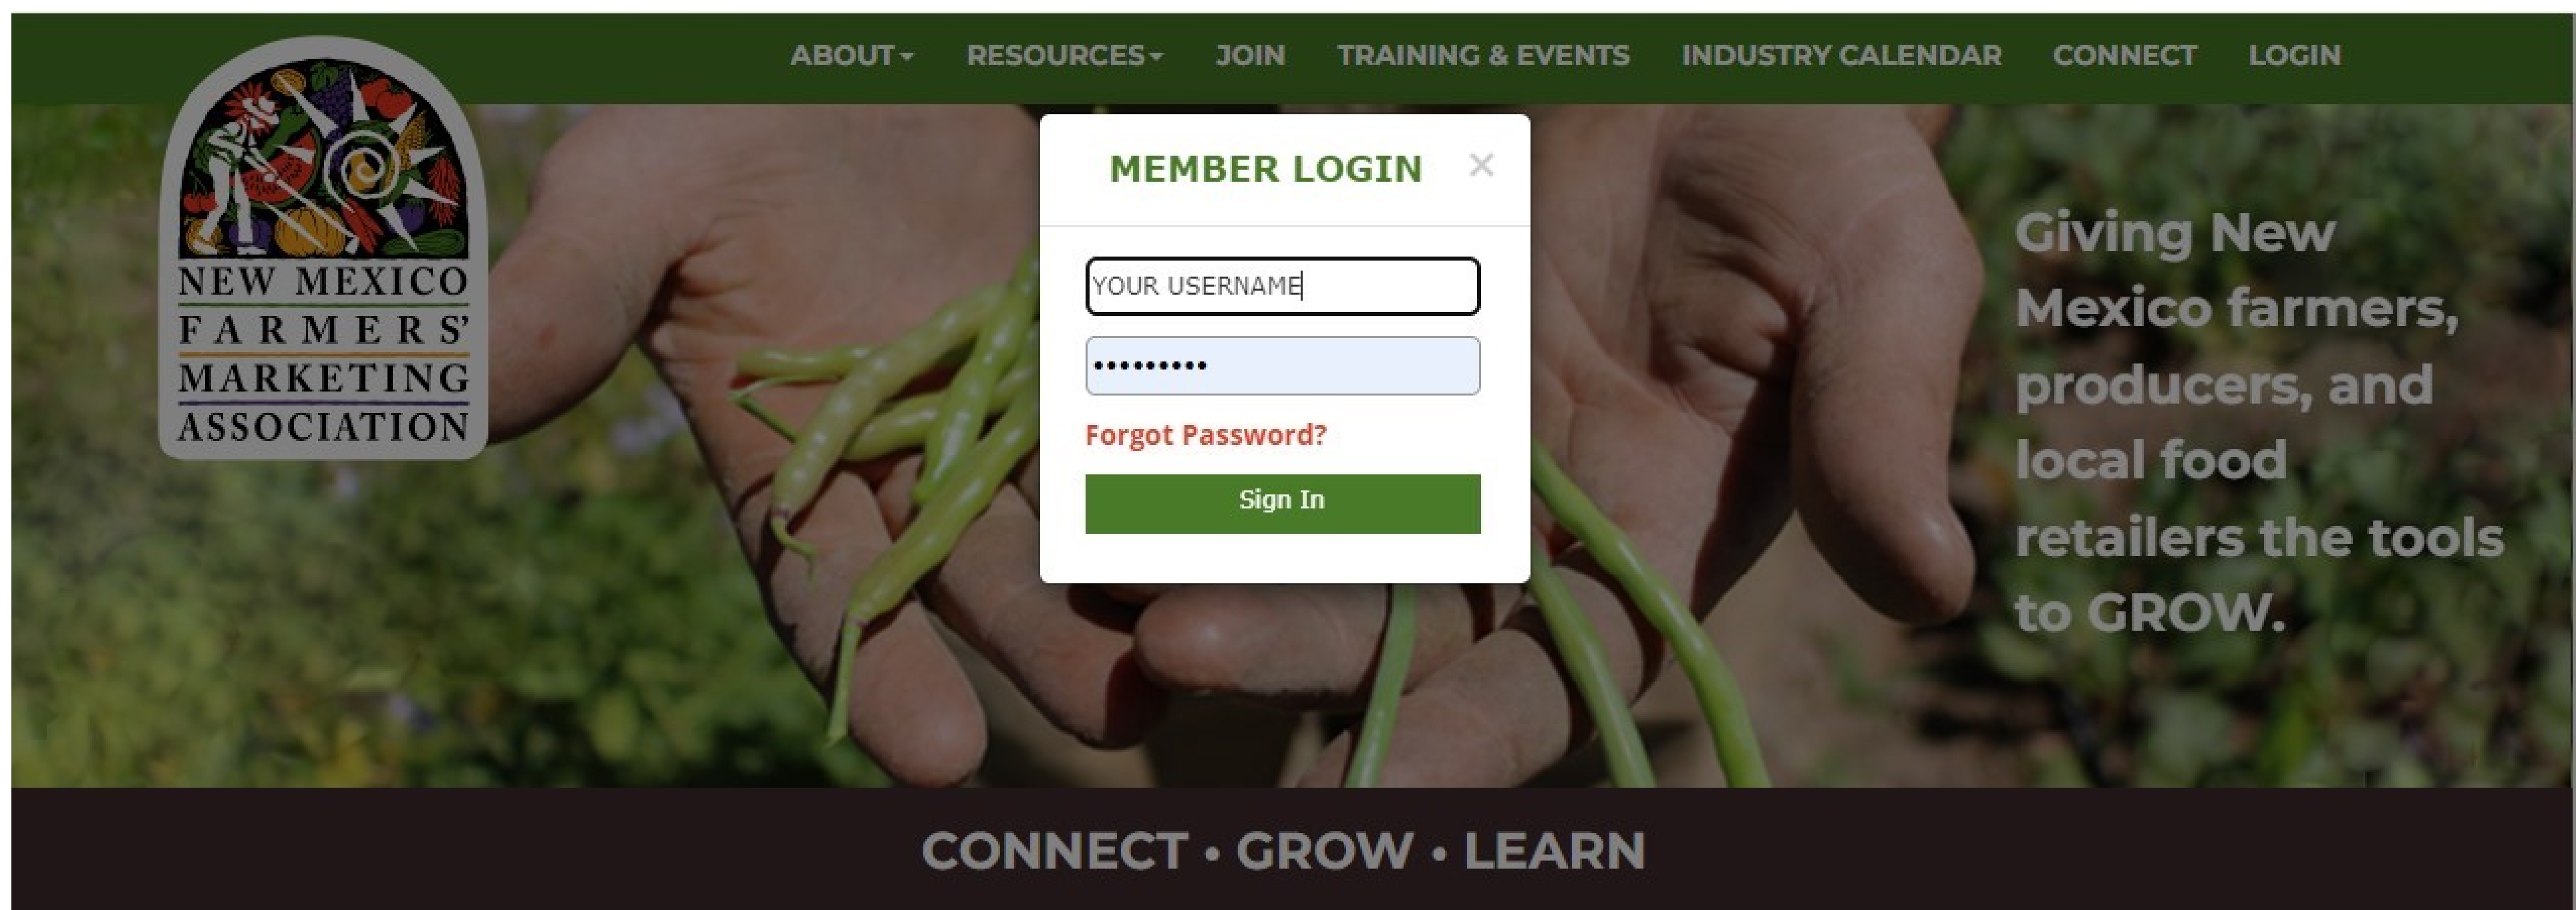 ABOUT RESOURCES JOIN TRAINING & EVENTS INDUSTRY CALENDAR CONNECT LOGIN
NEW MEXICO
FARMERS’
MARKETING
ASSOCIATION
MEMBER LOGIN ×
YOUR USERNAME
•••••••••
Forgot Password?
Sign In
Giving New
Mexico farmers,
producers, and
local food
retailers the tools
to GROW.
CONNECT • GROW • LEARN